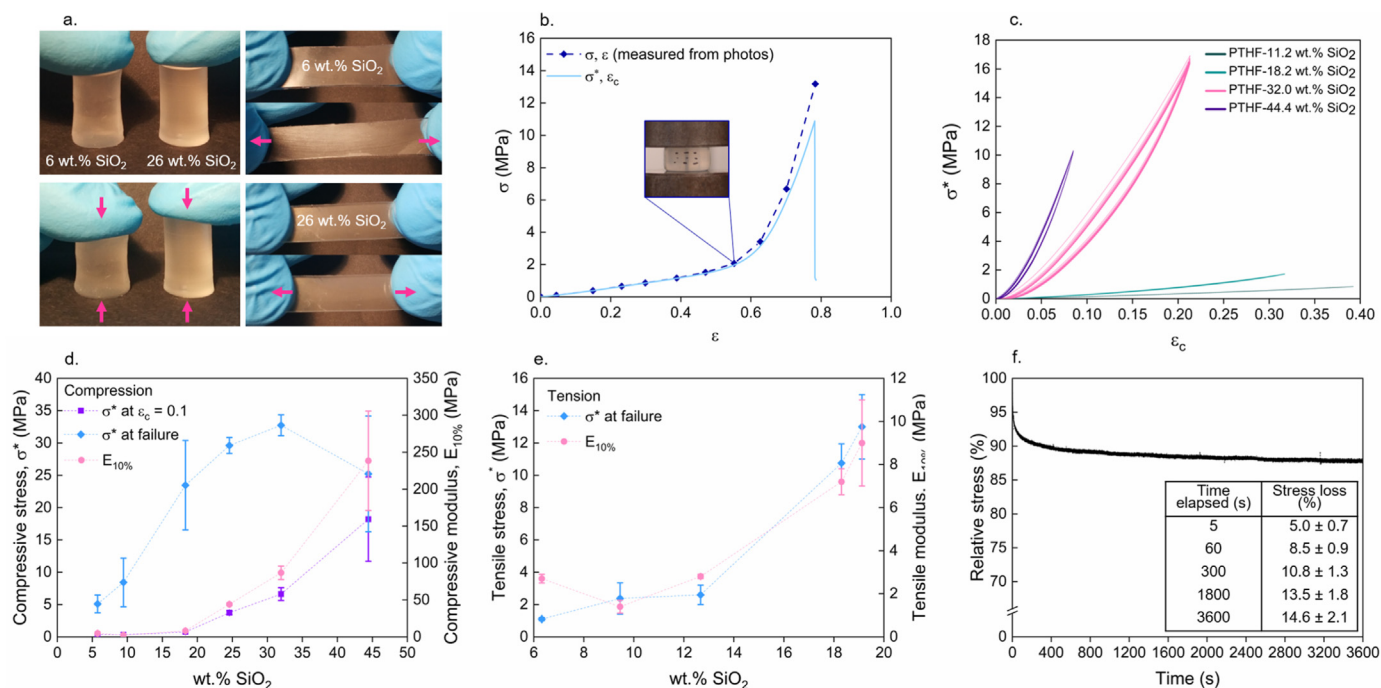 a.
6 wt.% SiO₂
26 wt.% SiO₂
6 wt.% SiO₂
26 wt.% SiO₂
b.
σ, ε (measured from photos)
σ*, ε_c
σ (MPa)
16
14
12
10
8
6
4
2
0
0.0 0.2 0.4 0.6 0.8 1.0
ε
c.
PTHF-11.2 wt.% SiO₂
PTHF-18.2 wt.% SiO₂
PTHF-32.0 wt.% SiO₂
PTHF-44.4 wt.% SiO₂
σ* (MPa)
18
16
14
12
10
8
6
4
2
0
0.00 0.05 0.10 0.15 0.20 0.25 0.30 0.35 0.40
ε_c
d.
Compression
σ* at ε_c = 0.1
σ* at failure
E₁₀%
Compressive stress, σ* (MPa)
40
35
30
25
20
15
10
5
0
Compressive modulus, E₁₀% (MPa)
350
300
250
200
150
100
50
0
0 5 10 15 20 25 30 35 40 45 50
wt.% SiO₂
e.
Tension
σ* at failure
E₁₀%
Tensile stress, σ* (MPa)
16
14
12
10
8
6
4
2
0
Tensile modulus, E₁₀% (MPa)
12
10
8
6
4
2
0
6 8 10 12 14 16 18 20
wt.% SiO₂
f.
Relative stress (%)
100
95
90
85
80
70
0
Time elapsed (s) Stress loss (%)
5 5.0 ± 0.7
60 8.5 ± 0.9
300 10.8 ± 1.3
1800 13.5 ± 1.8
3600 14.6 ± 2.1
0 400 800 1200 1600 2000 2400 2800 3200 3600
Time (s)